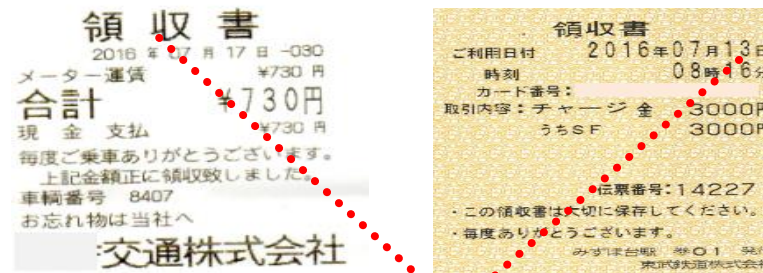 領収書
2016年07月17日 -030
メーター運賃 ¥730円
合計 ¥730円
現金支払 ¥730円
毎度ご乗車ありがとうございます。
上記金額正に領収致しました。
車輌番号 8407
お忘れ物は当社へ
交通株式会社
領収書
ご利用日付 2016年07月13日
時刻 08時16分
カード番号:
取引内容:チャージ金 3000円
うちSF 3000円
伝票番号:14227
・この領収書は大切に保存してください。
・毎度ありがとうございます。
みずほ台駅 券01
東武鉄道株式会社